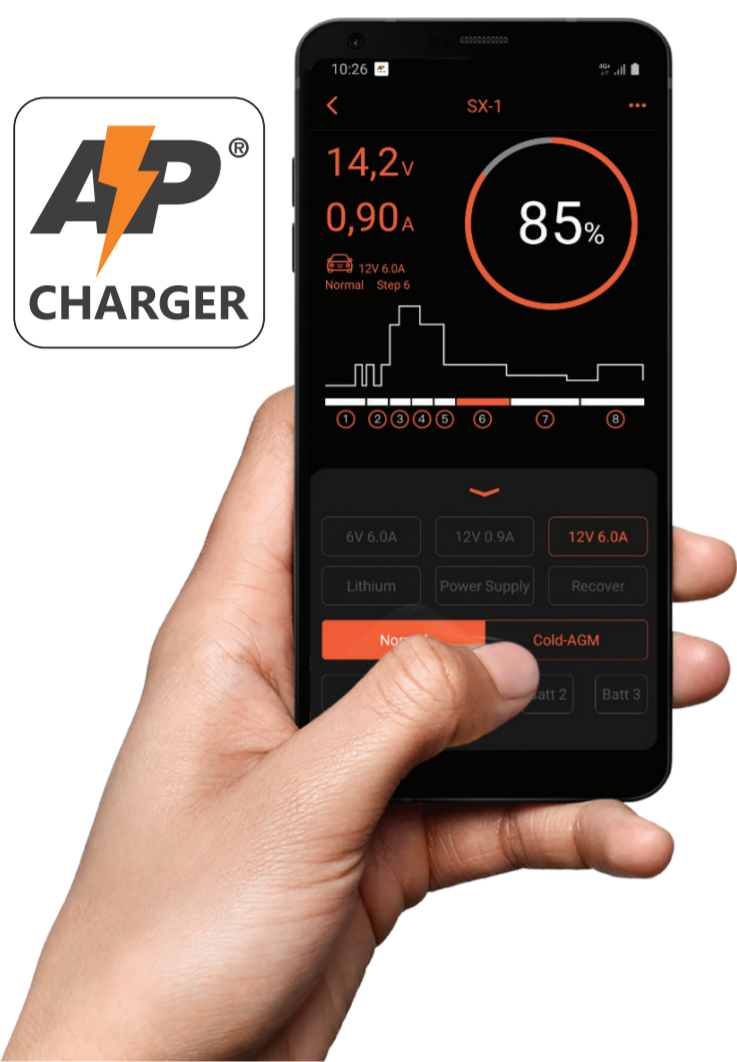 AP®
CHARGER
10:26
4G+
SX-1
14,2V
0,90A
85%
12V 6.0A
Normal Step 6
1 2 3 4 5 6 7 8
6V 6.0A 12V 0.9A 12V 6.0A
Lithium Power Supply Recover
Cold-AGM
Batt 3